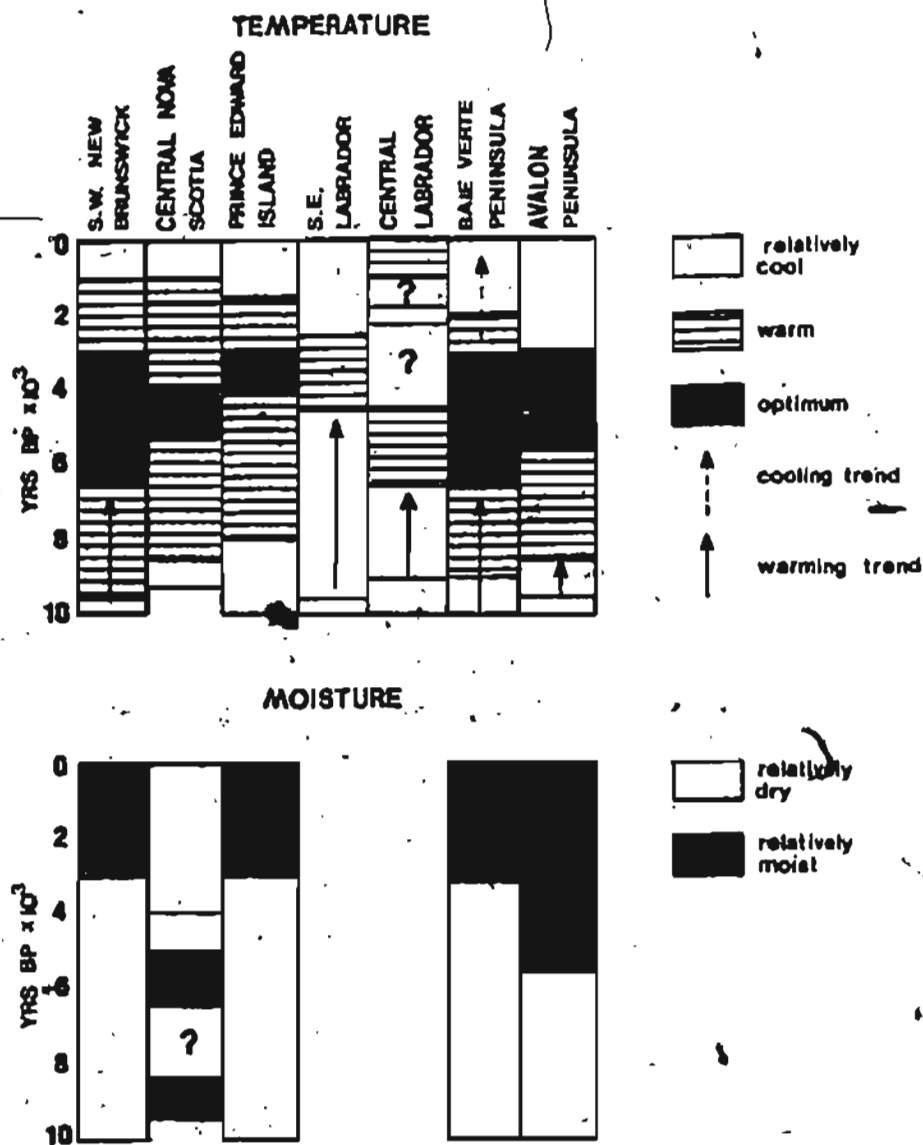 TEMPERATURE
S.W. NEW
BRUNSWICK
CENTRAL NOVA
SCOTIA
PRINCE EDWARD
ISLAND
S.E.
LABRADOR
CENTRAL
LABRADOR
BAIE VERTE
PENINSULA
AVALON
PENINSULA
YRS BP x10³
0
2
4
6
8
10
?
?
relatively
cool
warm
optimum
cooling trend
warming trend
MOISTURE
YRS BP x10³
0
2
4
6
8
10
?
relatively
dry
relatively
moist